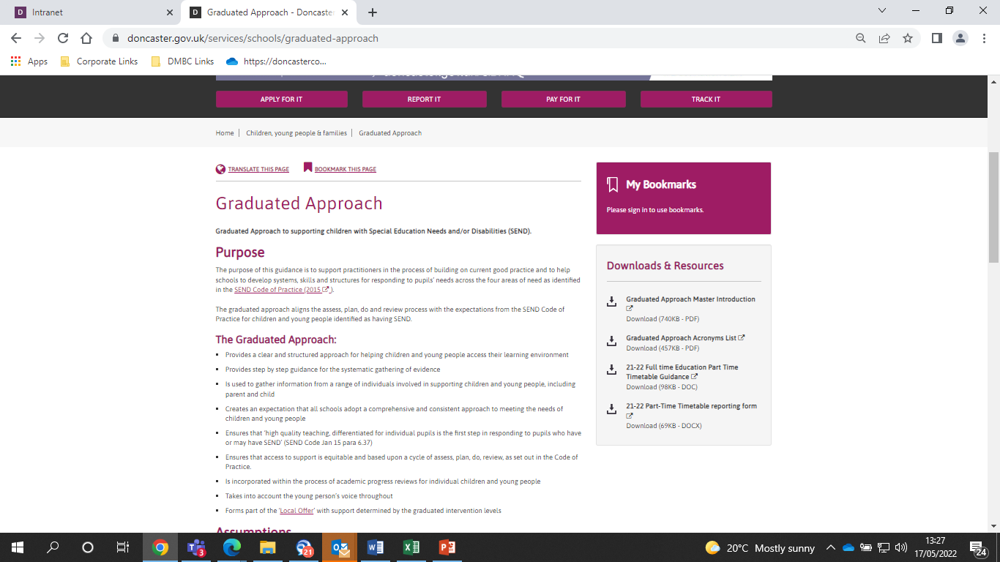 Intranet
Graduated Approach - Doncaster
doncaster.gov.uk/services/schools/graduated-approach
Apps
Corporate Links
DMBC Links
https://doncasterco...
APPLY FOR IT
REPORT IT
PAY FOR IT
TRACK IT
Home | Children, young people & families | Graduated Approach
TRANSLATE THIS PAGE
BOOKMARK THIS PAGE
Graduated Approach
Graduated Approach to supporting children with Special Education Needs and/or Disabilities (SEND).
Purpose
The purpose of this guidance is to support practitioners in the process of building on current good practice and to help
schools to develop systems, skills and structures for responding to pupils' needs across the four areas of need as identified
in the SEND Code of Practice (2015 ).
The graduated approach aligns the assess, plan, do and review process with the expectations from the SEND Code of
Practice for children and young people identified as having SEND.
The Graduated Approach:
Provides a clear and structured approach for helping children and young people access their learning environment
Provides step by step guidance for the systematic gathering of evidence
Is used to gather information from a range of individuals involved in supporting children and young people, including
parent and child
Creates an expectation that all schools adopt a comprehensive and consistent approach to meeting the needs of
children and young people
Ensures that 'high quality teaching, differentiated for individual pupils is the first step in responding to pupils who have
or may have SEND' (SEND Code Jan 15 para 6.37)
Ensures that access to support is equitable and based upon a cycle of assess, plan, do, review, as set out in the Code of
Practice.
Is incorporated within the process of academic progress reviews for individual children and young people
Takes into account the young person's voice throughout
Forms part of the 'Local Offer' with support determined by the graduated intervention levels
Assumptions
My Bookmarks
Please sign in to use bookmarks.
Downloads & Resources
Graduated Approach Master Introduction
Download (740KB - PDF)
Graduated Approach Acronyms List
Download (457KB - PDF)
21-22 Full time Education Part Time
Timetable Guidance
Download (98KB - DOC)
21-22 Part-Time Timetable reporting form
Download (69KB - DOCX)
3
21
20°C Mostly sunny
13:27
17/05/2022
24